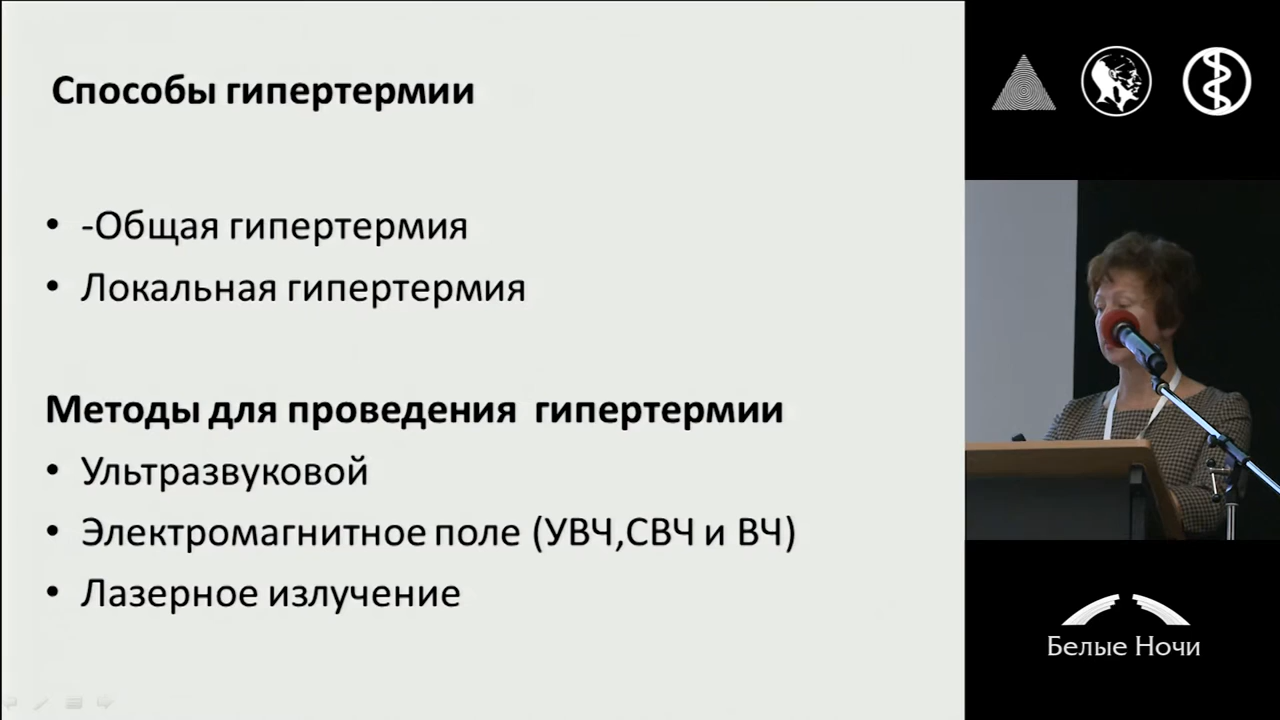 Способы гипертермии
• -Общая гипертермия
• Локальная гипертермия
Методы для проведения гипертермии
• Ультразвуковой
• Электромагнитное поле (УВЧ,СВЧ и ВЧ)
• Лазерное излучение
Белые Ночи